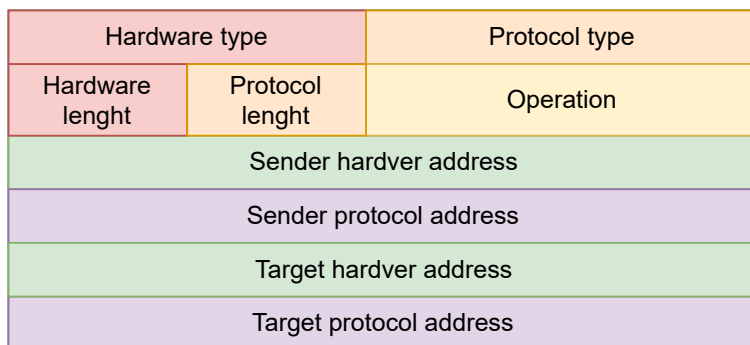 Hardware type
Protocol type
Hardware
lenght
Protocol
lenght
Operation
Sender hardver address
Sender protocol address
Target hardver address
Target protocol address